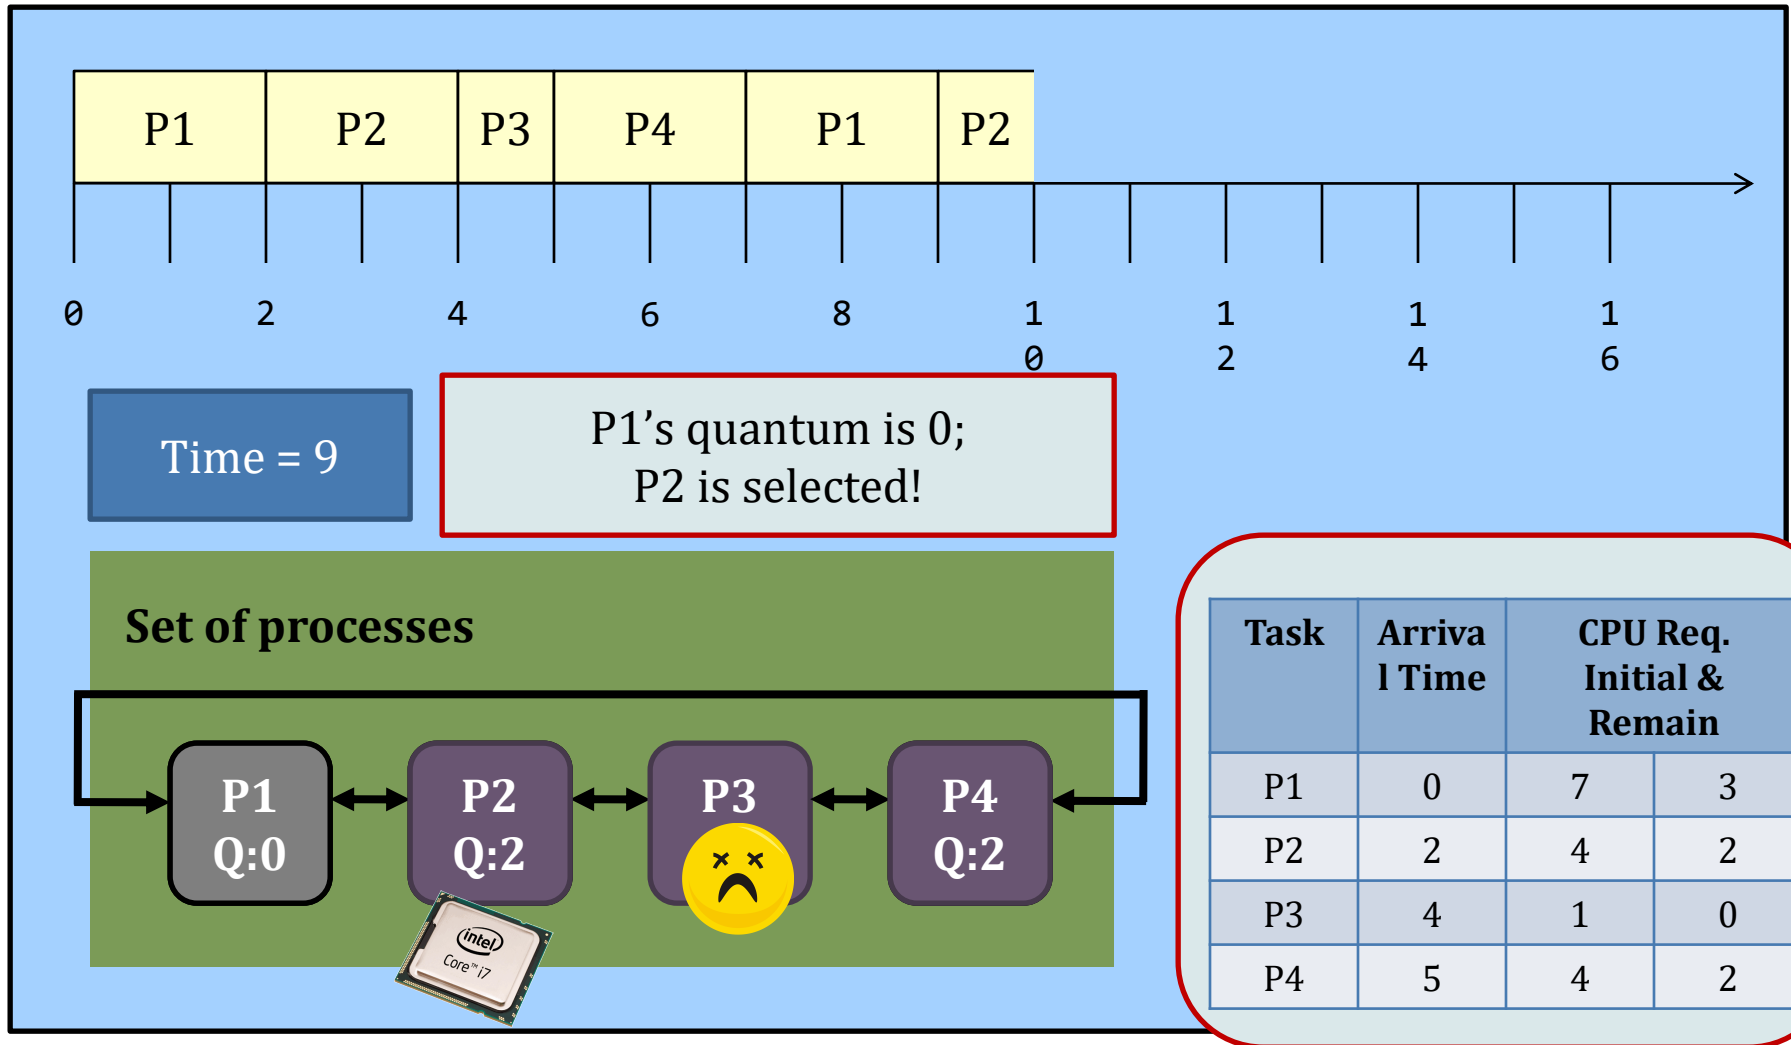 P1 P2 P3 P4 P1 P2
0 2 4 6 8 1 1 1 1
0 2 4 6
Time = 9
P1’s quantum is 0;
P2 is selected!
Set of processes
P1 P2 P3 P4
Q:0 Q:2 Q:2
intel
Core™ i7
Task Arriva CPU Req.
l Time Initial &
Remain
P1 0 7 3
P2 2 4 2
P3 4 1 0
P4 5 4 2